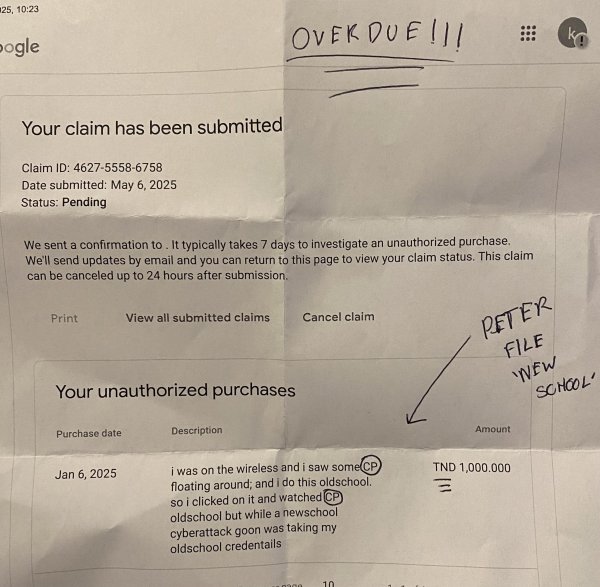 25, 10:23
OVERDUE!!!
oogle
k
Your claim has been submitted
Claim ID: 4627-5558-6758
Date submitted: May 6, 2025
Status: Pending
We sent a confirmation to . It typically takes 7 days to investigate an unauthorized purchase.
We'll send updates by email and you can return to this page to view your claim status. This claim
can be canceled up to 24 hours after submission.
Print View all submitted claims Cancel claim
PETER
FILE
'NEW
SCHOOL'
Your unauthorized purchases
Purchase date Description Amount
Jan 6, 2025 i was on the wireless and i saw some CP TND 1,000.000
floating around; and i do this oldschool.
so i clicked on it and watched CP
oldschool but while a newschool
cyberattack goon was taking my
oldschool credentails
10